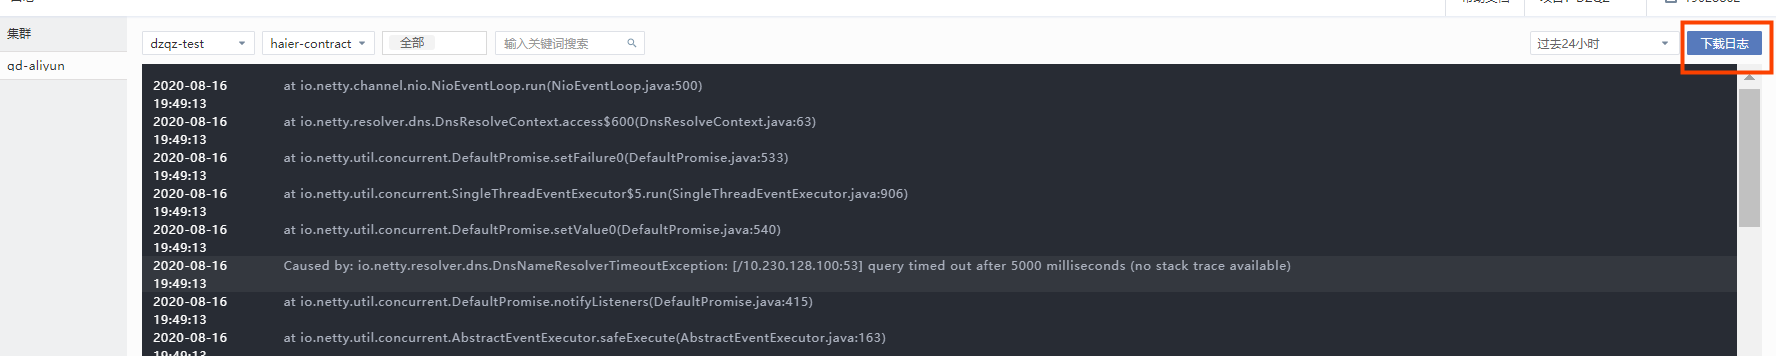 集群
qd-aliyun
dzqz-test haier-contract 全部 输入关键词搜索 过去24小时 下载日志
2020-08-16 at io.netty.channel.nio.NioEventLoop.run(NioEventLoop.java:500)
19:49:13
2020-08-16 at io.netty.resolver.dns.DnsResolveContext.access$600(DnsResolveContext.java:63)
19:49:13
2020-08-16 at io.netty.util.concurrent.DefaultPromise.setFailure0(DefaultPromise.java:533)
19:49:13
2020-08-16 at io.netty.util.concurrent.SingleThreadEventExecutor$5.run(SingleThreadEventExecutor.java:906)
19:49:13
2020-08-16 at io.netty.util.concurrent.DefaultPromise.setValue0(DefaultPromise.java:540)
19:49:13
2020-08-16 Caused by: io.netty.resolver.dns.DnsNameResolverTimeoutException: [/10.230.128.100:53] query timed out after 5000 milliseconds (no stack trace available)
19:49:13
2020-08-16 at io.netty.util.concurrent.DefaultPromise.notifyListeners(DefaultPromise.java:415)
19:49:13
2020-08-16 at io.netty.util.concurrent.AbstractEventExecutor.safeExecute(AbstractEventExecutor.java:163)
19:49:13